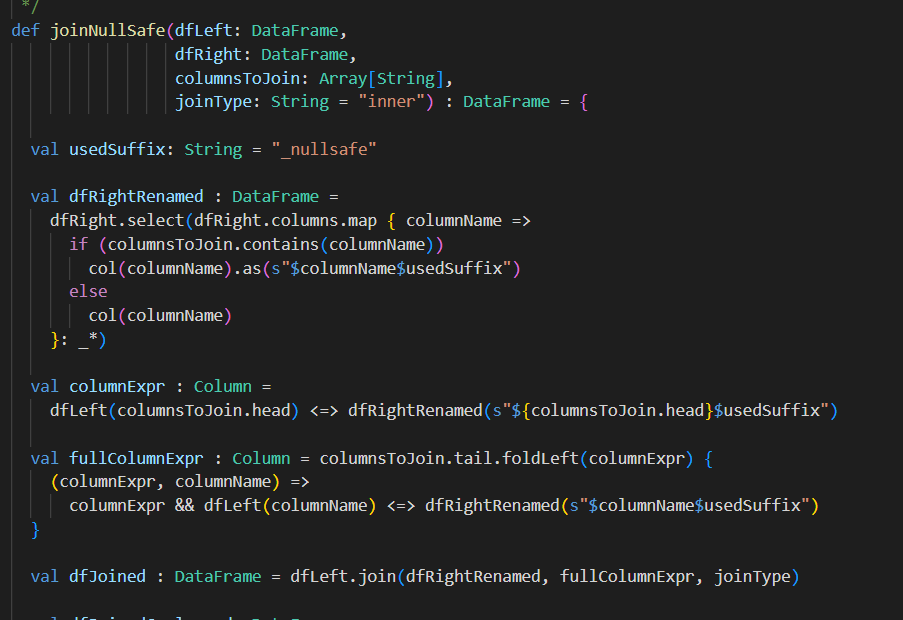 */
def joinNullSafe(dfLeft: DataFrame,
dfRight: DataFrame,
columnsToJoin: Array[String],
joinType: String = "inner") : DataFrame = {
val usedSuffix: String = "_nullsafe"
val dfRightRenamed : DataFrame =
dfRight.select(dfRight.columns.map { columnName =>
if (columnsToJoin.contains(columnName))
col(columnName).as(s"$columnName$usedSuffix")
else
col(columnName)
}: _*)
val columnExpr : Column =
dfLeft(columnsToJoin.head) <=> dfRightRenamed(s"${columnsToJoin.head}$usedSuffix")
val fullColumnExpr : Column = columnsToJoin.tail.foldLeft(columnExpr) {
(columnExpr, columnName) =>
columnExpr && dfLeft(columnName) <=> dfRightRenamed(s"$columnName$usedSuffix")
}
val dfJoined : DataFrame = dfLeft.join(dfRightRenamed, fullColumnExpr, joinType)